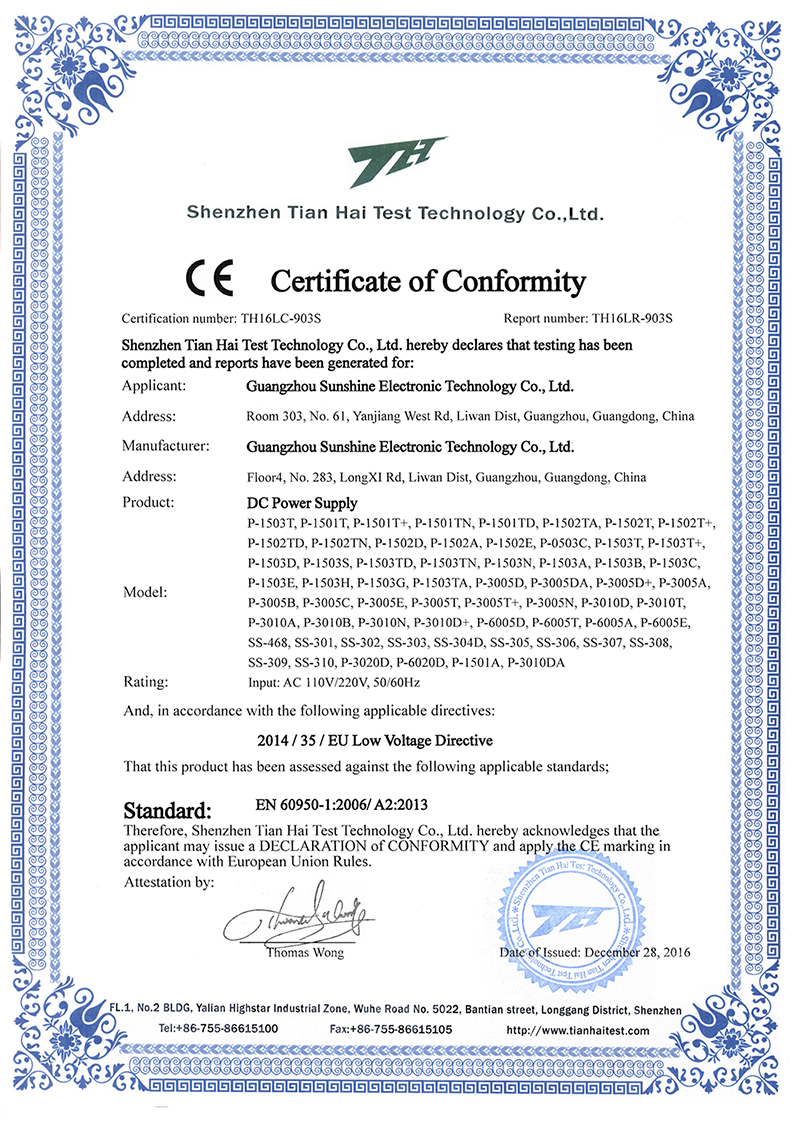 TH
Shenzhen Tian Hai Test Technology Co.,Ltd.
CE Certificate of Conformity
Certification number: TH16LC-903S Report number: TH16LR-903S
Shenzhen Tian Hai Test Technology Co., Ltd. hereby declares that testing has been
completed and reports have been generated for:
Applicant: Guangzhou Sunshine Electronic Technology Co., Ltd.
Address: Room 303, No. 61, Yanjiang West Rd, Liwan Dist, Guangzhou, Guangdong, China
Manufacturer: Guangzhou Sunshine Electronic Technology Co., Ltd.
Address: Floor4, No. 283, LongXI Rd, Liwan Dist, Guangzhou, Guangdong, China
Product: DC Power Supply
P-1503T, P-1501T, P-1501T+, P-1501TN, P-1501TD, P-1502TA, P-1502T, P-1502T+,
P-1502TD, P-1502TN, P-1502D, P-1502A, P-1502E, P-0503C, P-1503T, P-1503T+,
P-1503D, P-1503S, P-1503TD, P-1503TN, P-1503N, P-1503A, P-1503B, P-1503C,
P-1503E, P-1503H, P-1503G, P-1503TA, P-3005D, P-3005DA, P-3005D+, P-3005A,
Model:
P-3005B, P-3005C, P-3005E, P-3005T, P-3005T+, P-3005N, P-3010D, P-3010T,
P-3010A, P-3010B, P-3010N, P-3010D+, P-6005D, P-6005T, P-6005A, P-6005E,
SS-468, SS-301, SS-302, SS-303, SS-304D, SS-305, SS-306, SS-307, SS-308,
SS-309, SS-310, P-3020D, P-6020D, P-1501A, P-3010DA
Rating: Input: AC 110V/220V, 50/60Hz
And, in accordance with the following applicable directives:
2014 / 35 / EU Low Voltage Directive
That this product has been assessed against the following applicable standards;
Standard: EN 60950-1:2006/ A2:2013
Therefore, Shenzhen Tian Hai Test Technology Co., Ltd. hereby acknowledges that the
applicant may issue a DECLARATION of CONFORMITY and apply the CE marking in
accordance with European Union Rules.
Attestation by:
Shenzhen Tian Hai Test Technology Co.,Ltd.
TH
Thomas Wong Date of Issued: December 28, 2016
FL.1, No.2 BLDG, Yalian Highstar Industrial Zone, Wuhe Road No. 5022, Bantian street, Longgang District, Shenzhen
Tel:+86-755-86615100 Fax:+86-755-86615105 http://www.tianhaitest.com